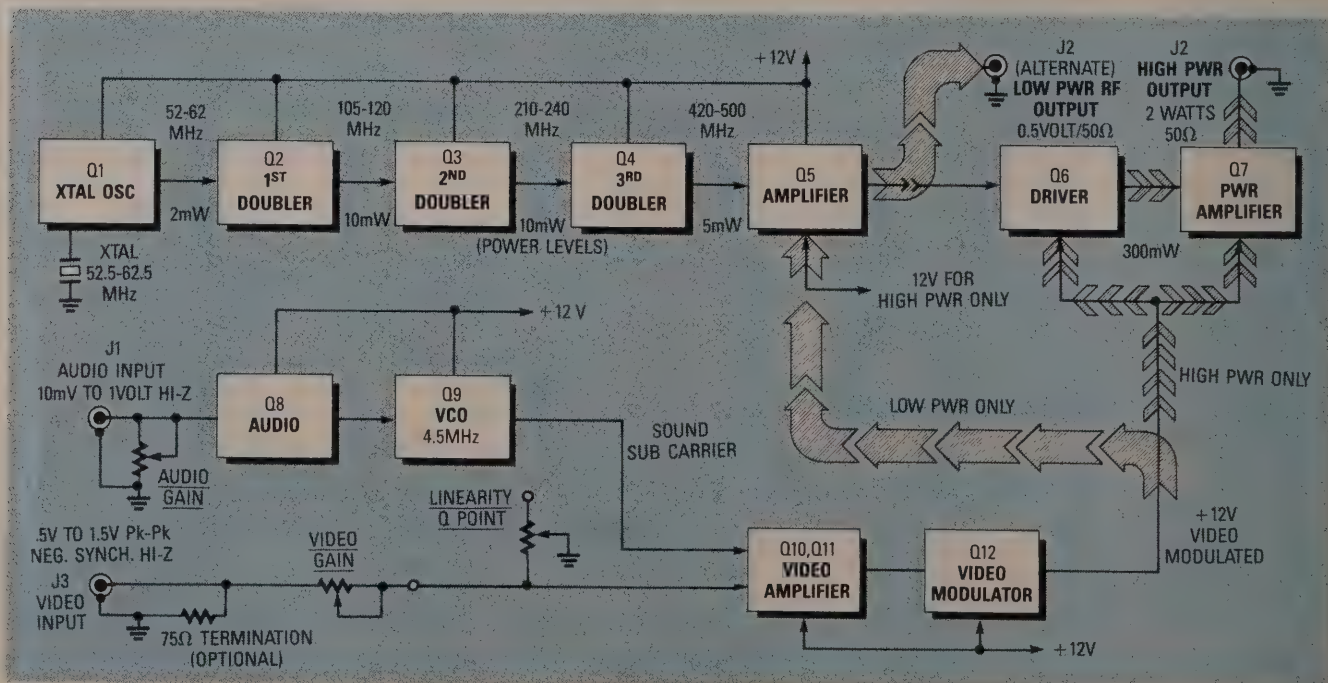 +12V
J2
(ALTERNATE)
LOW PWR RF
OUTPUT
0.5VOLT/50Ω
J2
HIGH PWR
OUTPUT
2 WATTS
50Ω
52-62
MHz
105-120
MHz
210-240
MHz
420-500
MHz
Q1
XTAL OSC
2mW
Q2
1ST
DOUBLER
10mW
Q3
2ND
DOUBLER
10mW
(POWER LEVELS)
Q4
3RD
DOUBLER
5mW
Q5
AMPLIFIER
Q6
DRIVER
300mW
Q7
PWR
AMPLIFIER
XTAL
52.5-62.5
MHz
12V FOR
HIGH PWR ONLY
+12 V
J1
AUDIO INPUT
10mV TO 1VOLT HI-Z
Q8
AUDIO
Q9
VCO
4.5MHz
AUDIO
GAIN
SOUND
SUB CARRIER
LOW PWR ONLY
HIGH PWR ONLY
.5V TO 1.5V Pk-Pk
NEG. SYNCH. HI-Z
J3
VIDEO
INPUT
75Ω TERMINATION
(OPTIONAL)
VIDEO
GAIN
LINEARITY
Q POINT
Q10,Q11
VIDEO
AMPLIFIER
Q12
VIDEO
MODULATOR
+12V
VIDEO
MODULATED
+12V